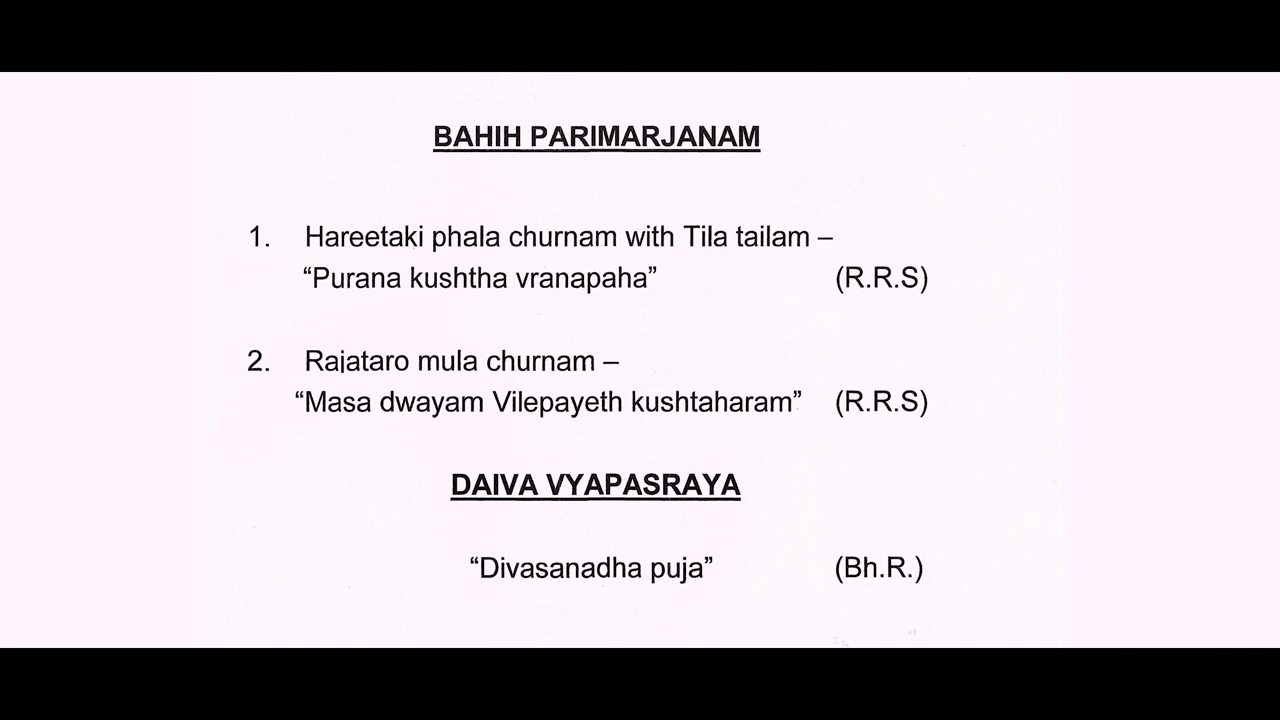 BAHIH PARIMARJANAM
1. Hareetaki phala churnam with Tila tailam –
“Purana kushtha vranapaha” (R.R.S)
2. Rajataro mula churnam –
“Masa dwayam Vilepayeth kushtaharam” (R.R.S)
DAIVA VYAPASRAYA
“Divasanadha puja” (Bh.R.)